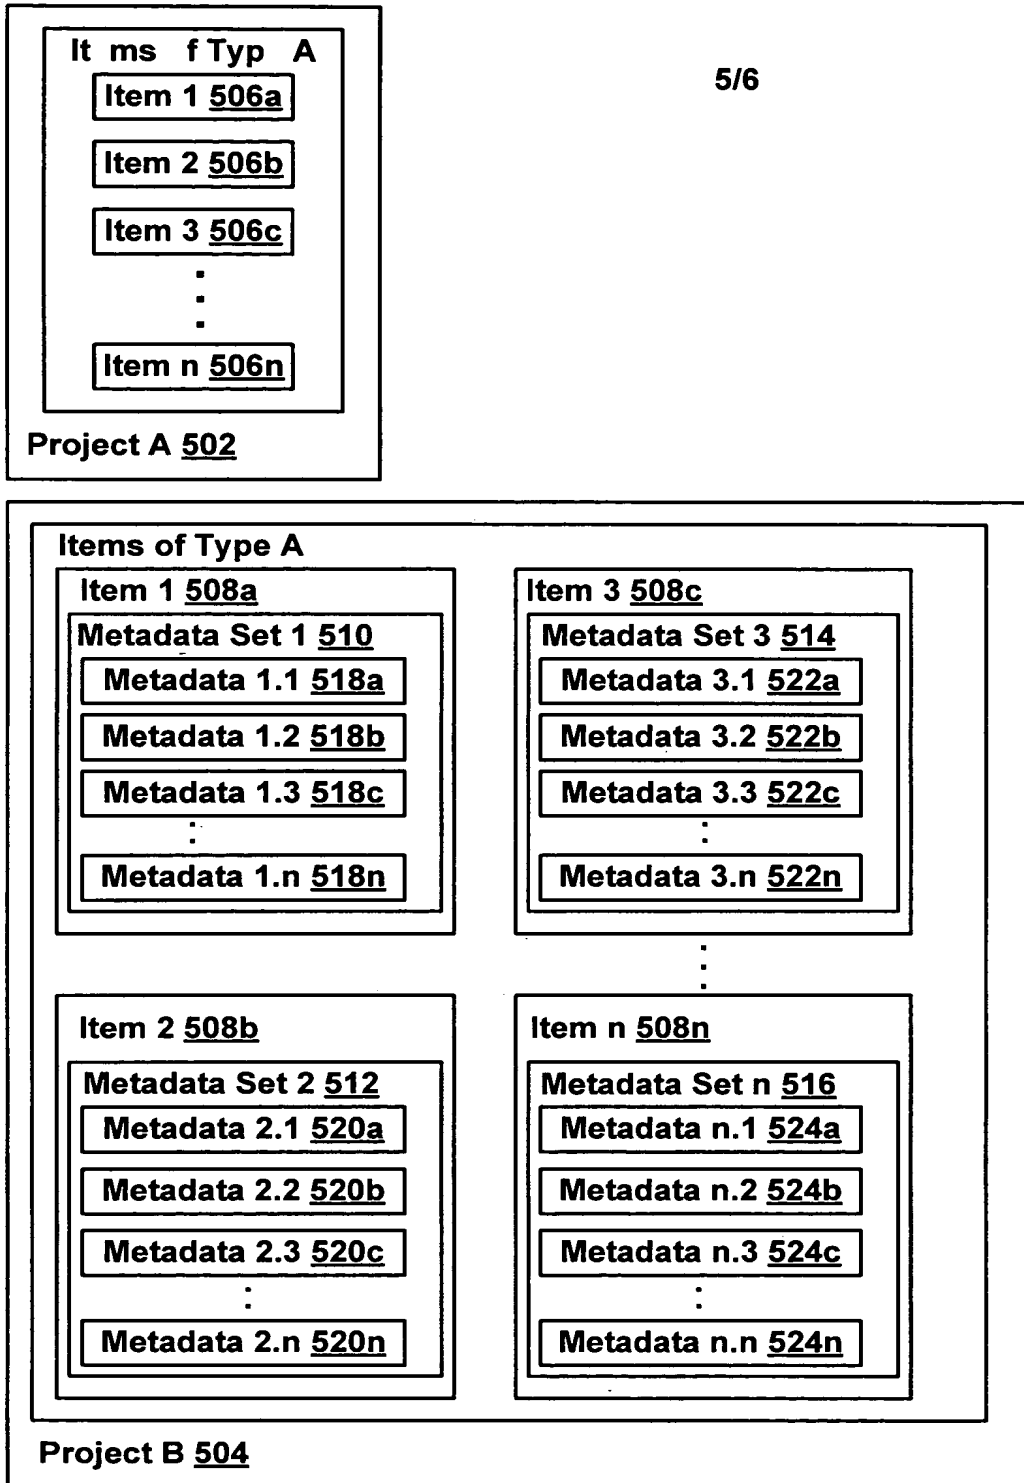 It ms f Typ A
Item 1 506a
Item 2 506b
Item 3 506c
Item n 506n
Project A 502
5/6
Items of Type A
Item 1 508a
Metadata Set 1 510
Metadata 1.1 518a
Metadata 1.2 518b
Metadata 1.3 518c
Metadata 1.n 518n
Item 3 508c
Metadata Set 3 514
Metadata 3.1 522a
Metadata 3.2 522b
Metadata 3.3 522c
Metadata 3.n 522n
Item 2 508b
Metadata Set 2 512
Metadata 2.1 520a
Metadata 2.2 520b
Metadata 2.3 520c
Metadata 2.n 520n
Item n 508n
Metadata Set n 516
Metadata n.1 524a
Metadata n.2 524b
Metadata n.3 524c
Metadata n.n 524n
Project B 504